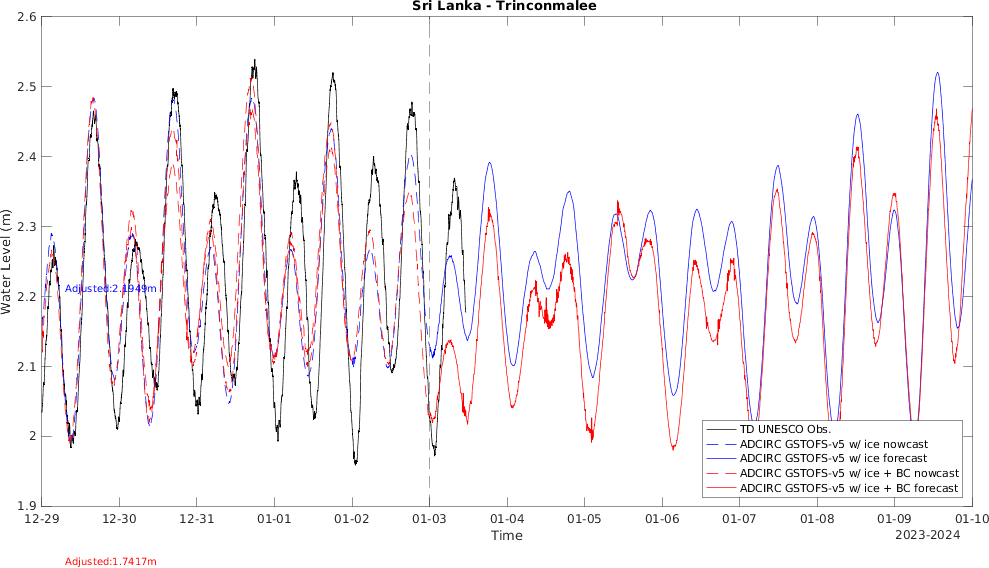 Sri Lanka - Trinconmalee
2.6
2.5
2.4
2.3
2.2
2.1
2
1.9
Water Level (m)
Adjusted:2.1949m
TD UNESCO Obs.
ADCIRC GSTOFS-v5 w/ ice nowcast
ADCIRC GSTOFS-v5 w/ ice forecast
ADCIRC GSTOFS-v5 w/ ice + BC nowcast
ADCIRC GSTOFS-v5 w/ ice + BC forecast
12-29 12-30 12-31 01-01 01-02 01-03 01-04 01-05 01-06 01-07 01-08 01-09 01-10
Time
2023-2024
Adjusted:1.7417m